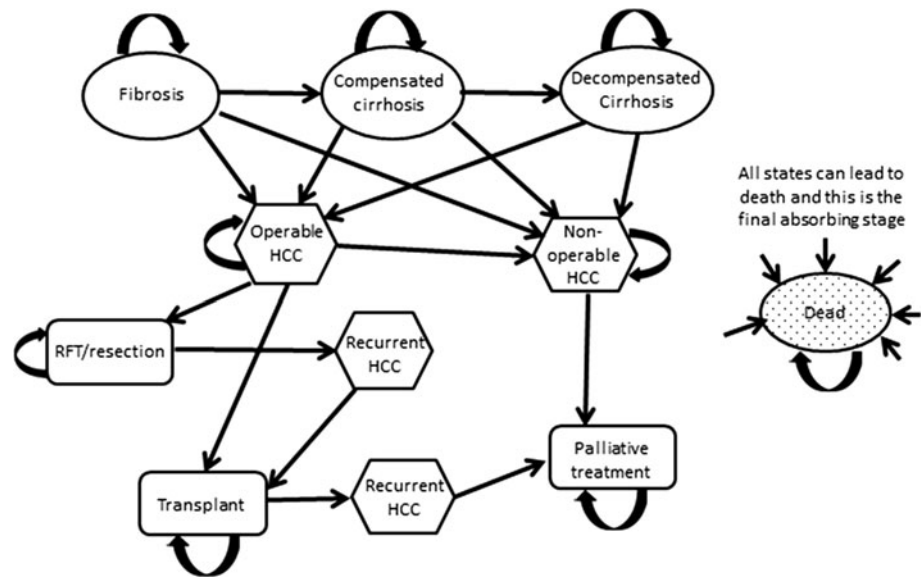 Fibrosis
Compensated
cirrhosis
Decompensated
Cirrhosis
All states can lead to
death and this is the
final absorbing stage
Operable
HCC
Non-
operable
HCC
Dead
RFT/resection
Recurrent
HCC
Transplant
Recurrent
HCC
Palliative
treatment